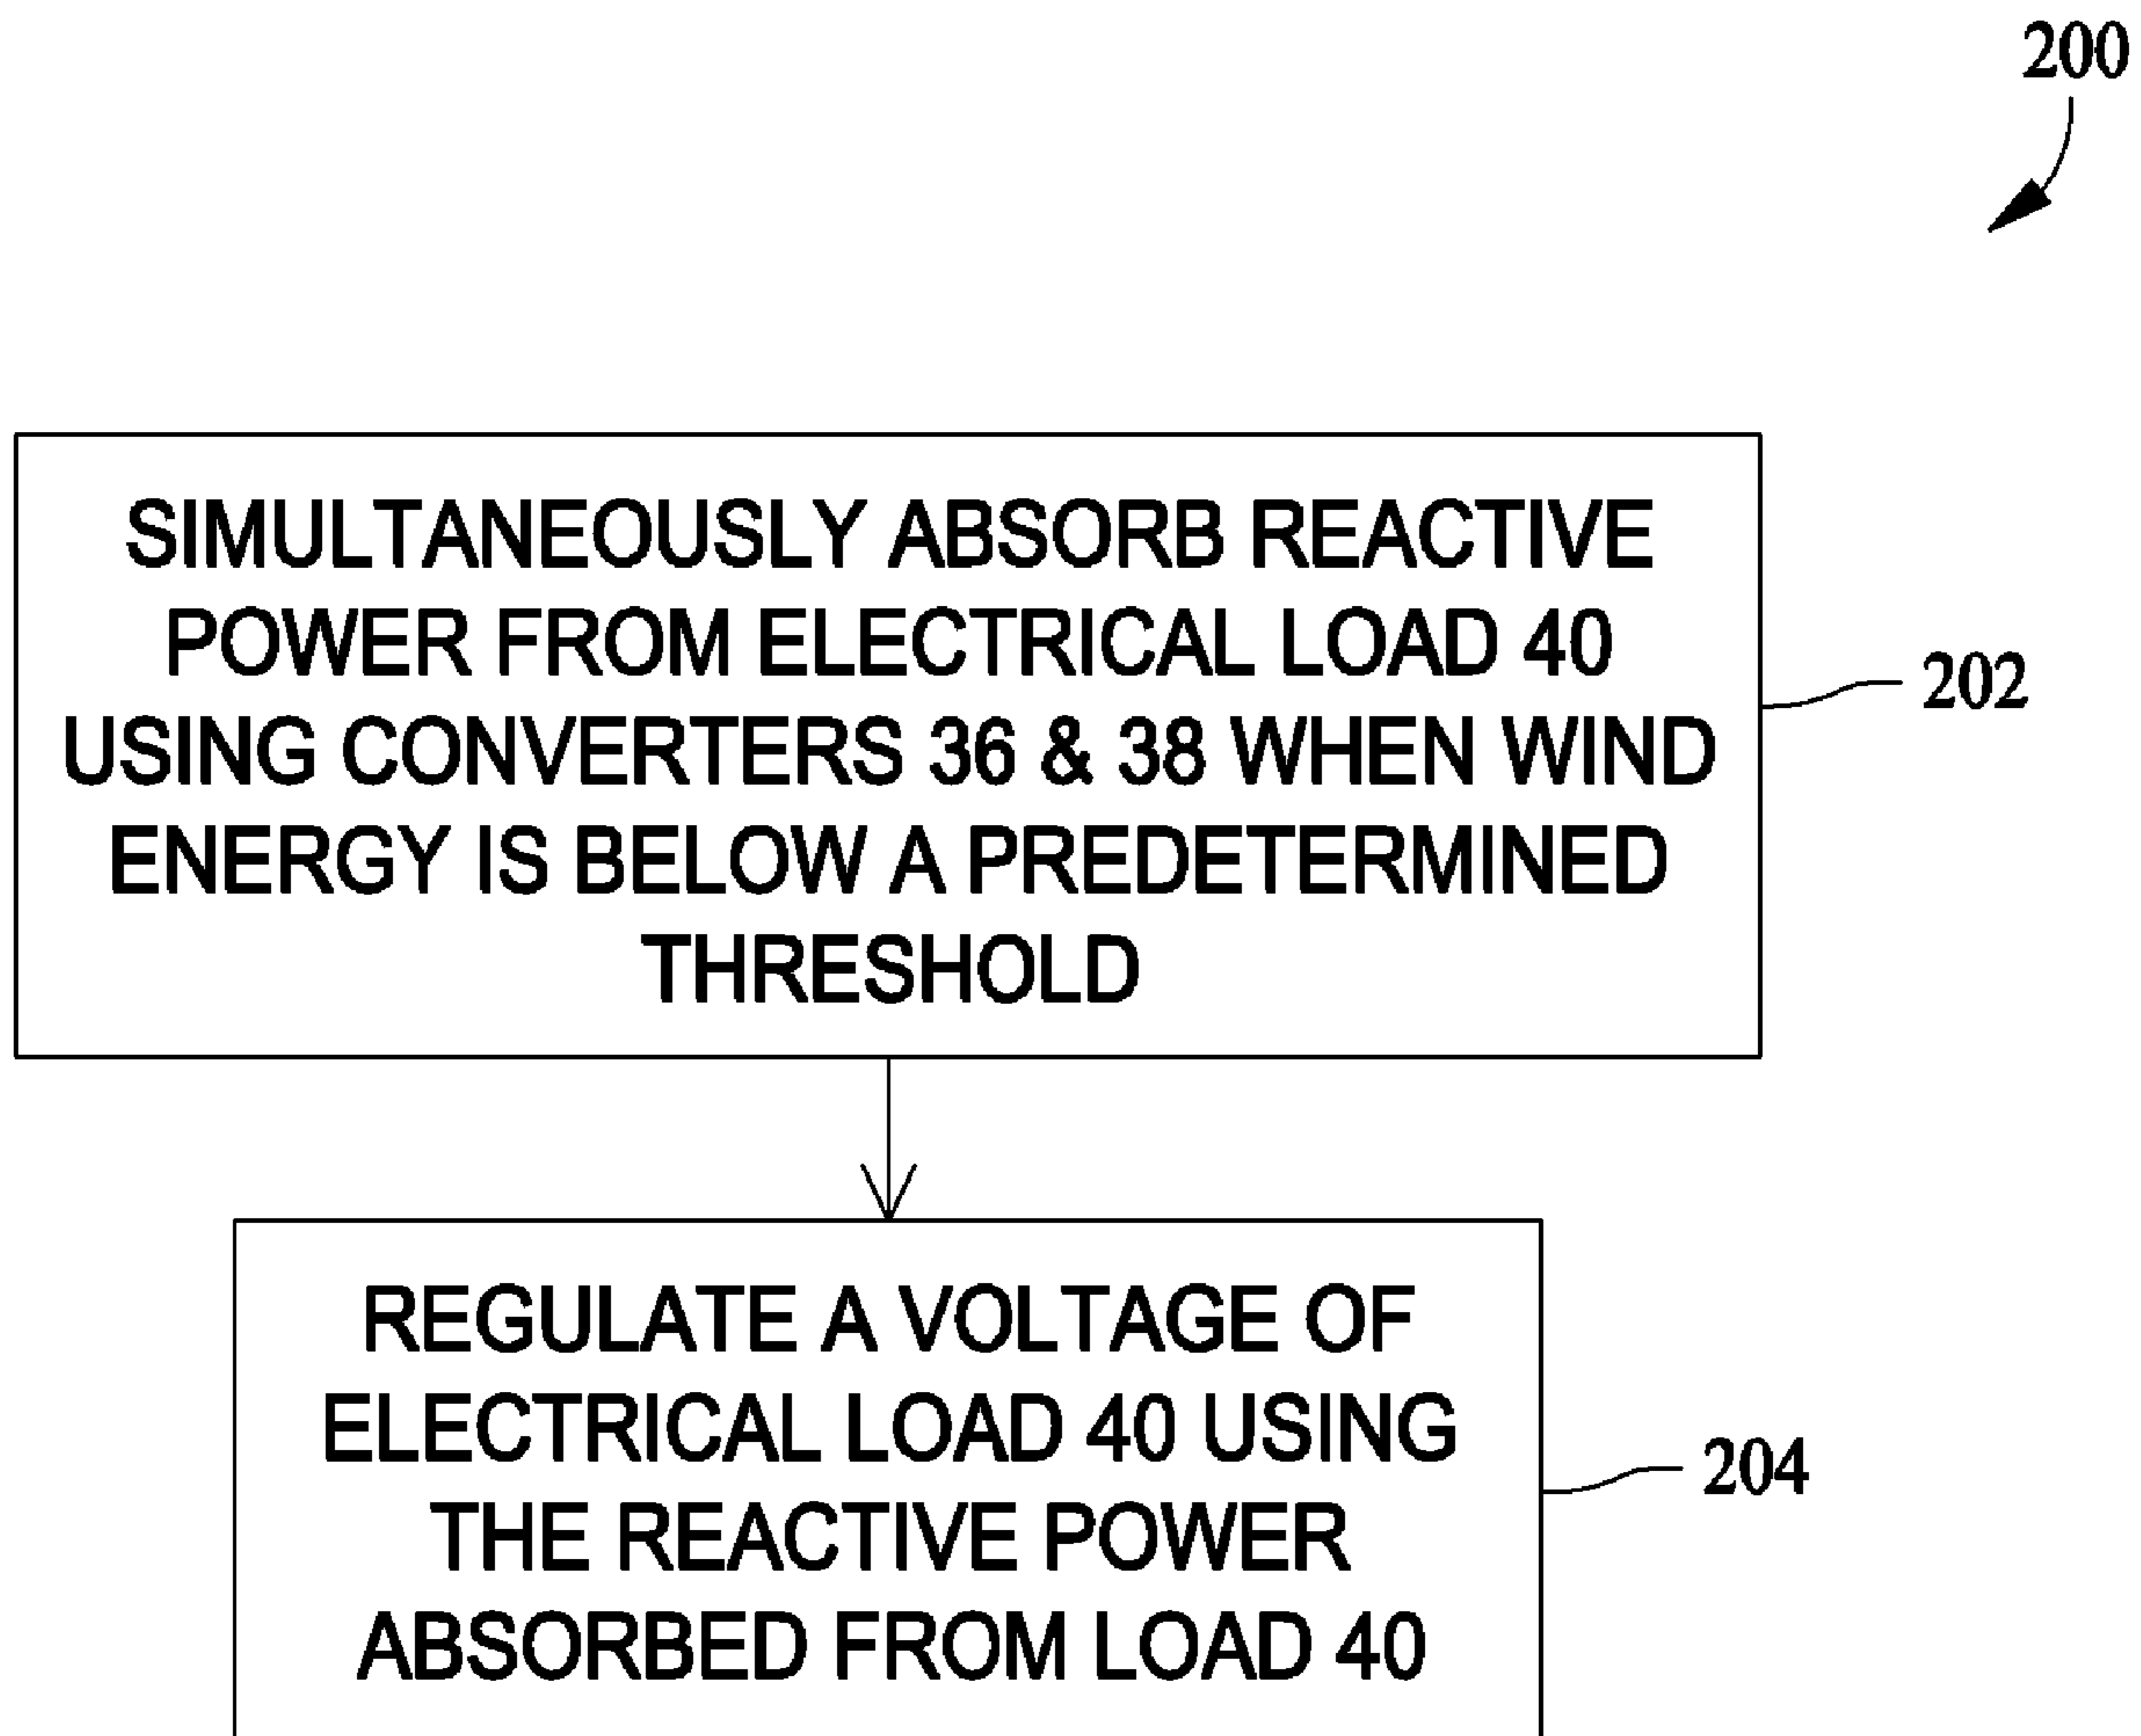 200
SIMULTANEOUSLY ABSORB REACTIVE
POWER FROM ELECTRICAL LOAD 40
USING CONVERTERS 36 & 38 WHEN WIND
ENERGY IS BELOW A PREDETERMINED
THRESHOLD
202
REGULATE A VOLTAGE OF
ELECTRICAL LOAD 40 USING
THE REACTIVE POWER
ABSORBED FROM LOAD 40
204